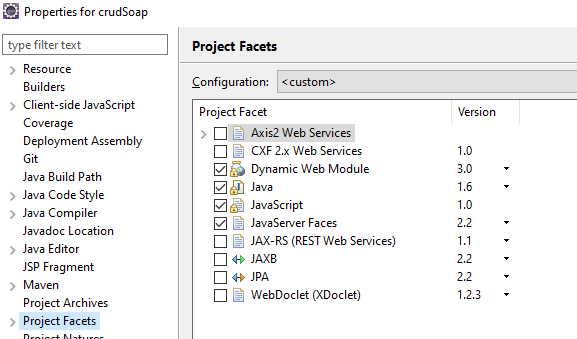 Properties for crudSoap
type filter text
Resource
Builders
Client-side JavaScript
Coverage
Deployment Assembly
Git
Java Build Path
Java Code Style
Java Compiler
Javadoc Location
Java Editor
JSP Fragment
Maven
Project Archives
Project Facets
Project Natures
Project Facets
Configuration: <custom>
Project Facet Version
Axis2 Web Services
CXF 2.x Web Services 1.0
Dynamic Web Module 3.0
Java 1.6
JavaScript 1.0
JavaServer Faces 2.2
JAX-RS (REST Web Services) 1.1
JAXB 2.2
JPA 2.2
WebDoclet (XDoclet) 1.2.3